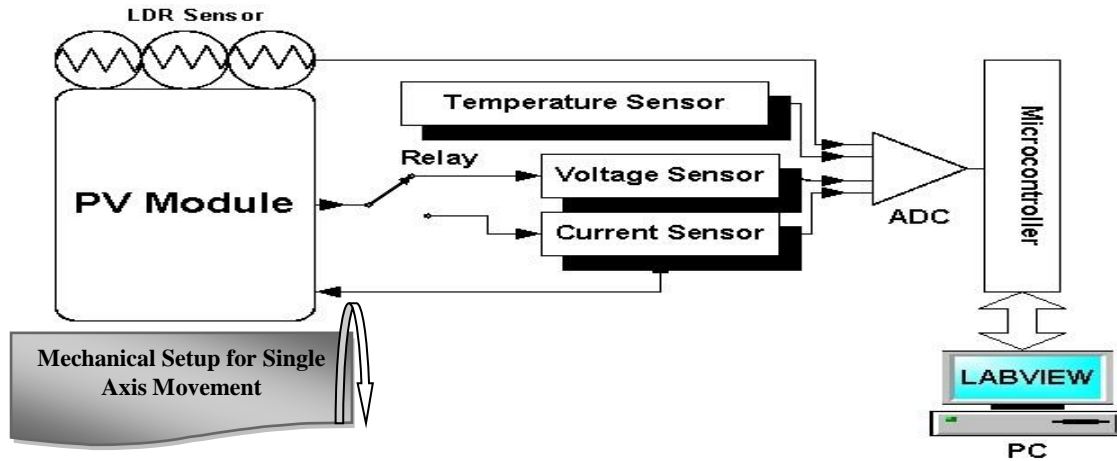 LDR Sensor
Temperature Sensor
Relay
Voltage Sensor
PV Module
Current Sensor
ADC
Microcontroller
Mechanical Setup for Single
Axis Movement
LABVIEW
PC